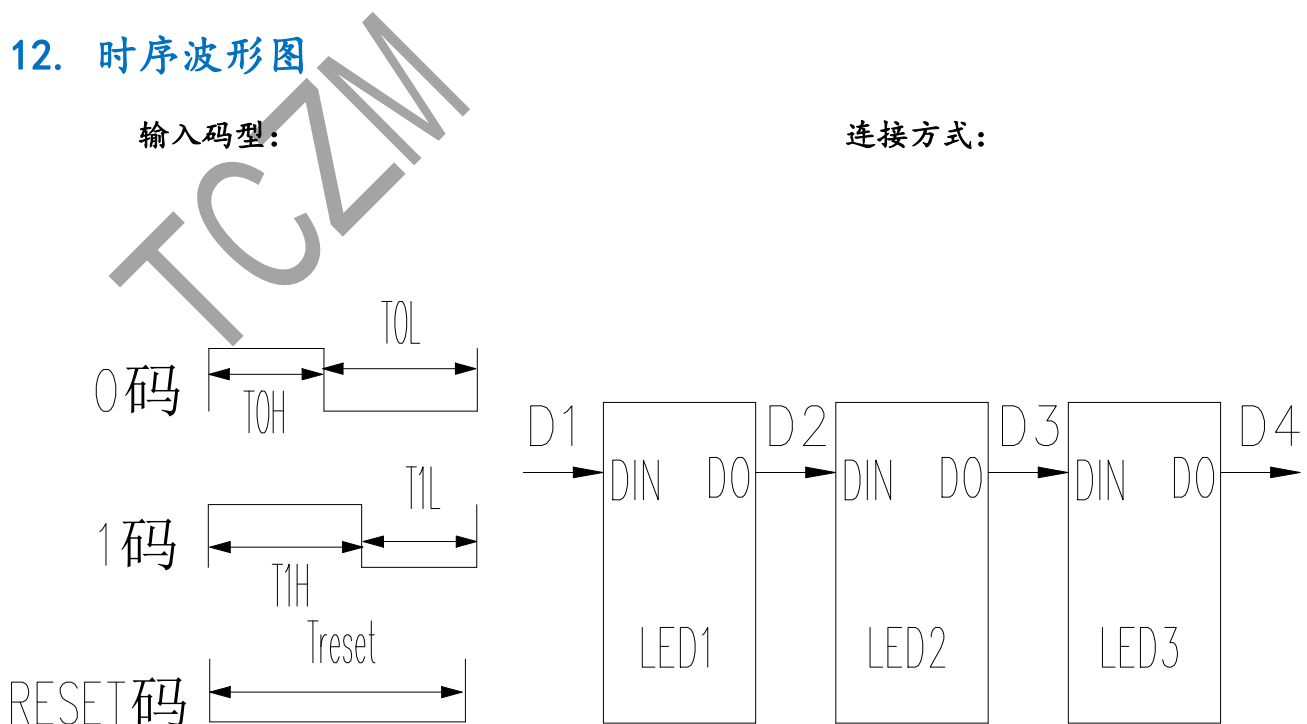 12. 时序波形图
输入码型：
连接方式：
TCZM
T0L
0码
T0H
T1L
1码
T1H
Treset
RESET码
D1 D2 D3 D4
DIN DO DIN DO DIN DO
LED1 LED2 LED3